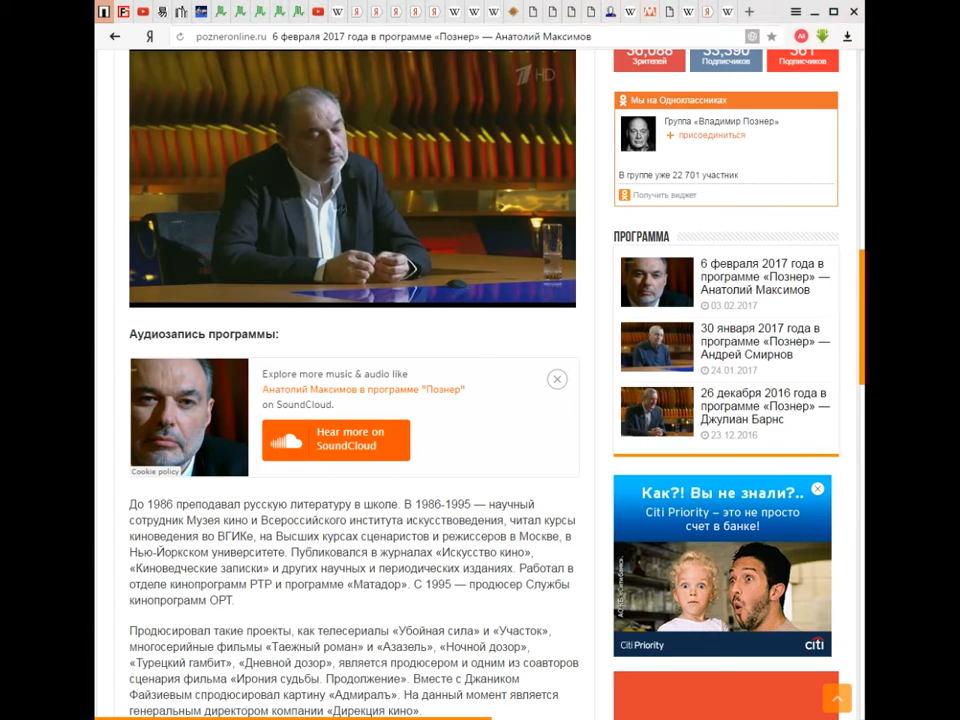 pozneronline.ru 6 февраля 2017 года в программе «Познер» — Анатолий Максимов
HD
Зрителей
Подписчиков
Подписчиков
Мы на Одноклассниках
Группа «Владимир Познер»
+ присоединиться
В группе уже 22 701 участник
Получить виджет
ПРОГРАММА
6 февраля 2017 года в
программе «Познер» —
Анатолий Максимов
03.02.2017
30 января 2017 года в
программе «Познер» —
Андрей Смирнов
24.01.2017
26 декабря 2016 года в
программе «Познер» —
Джулиан Барнс
23.12.2016
Аудиозапись программы:
Explore more music & audio like
Анатолий Максимов в программе "Познер"
on SoundCloud.
Hear more on
SoundCloud
Cookie policy
До 1986 преподавал русскую литературу в школе. В 1986-1995 — научный
сотрудник Музея кино и Всероссийского института искусствоведения, читал курсы
киноведения во ВГИКе, на Высших курсах сценаристов и режиссеров в Москве, в
Нью-Йоркском университете. Публиковался в журналах «Искусство кино»,
«Киноведческие записки» и других научных и периодических изданиях. Работал в
отделе кинопрограмм РТР и программе «Матадор». С 1995 — продюсер Службы
кинопрограмм ОРТ.
Продюсировал такие проекты, как телесериалы «Убойная сила» и «Участок»,
многосерийные фильмы «Таежный роман» и «Азазель», «Ночной дозор»,
«Турецкий гамбит», «Дневной дозор», является продюсером и одним из соавторов
сценария фильма «Ирония судьбы. Продолжение». Вместе с Джаником
Файзиевым спродюсировал картину «Адмиралъ». На данный момент является
генеральным директором компании «Дирекция кино».
Как?! Вы не знали?..
Citi Priority – это не просто
счет в банке!
АО КБ «Ситибанк».
Citi Priority
citi